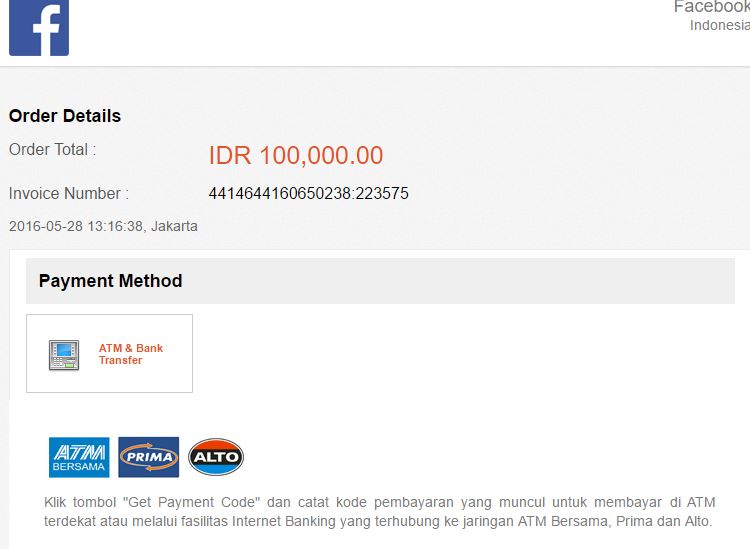 Facebook
Indonesia
Order Details
Order Total : IDR 100,000.00
Invoice Number : 4414644160650238:223575
2016-05-28 13:16:38, Jakarta
Payment Method
ATM & Bank
Transfer
ATM BERSAMA PRIMA ALTO
Klik tombol "Get Payment Code" dan catat kode pembayaran yang muncul untuk membayar di ATM
terdekat atau melalui fasilitas Internet Banking yang terhubung ke jaringan ATM Bersama, Prima dan Alto.